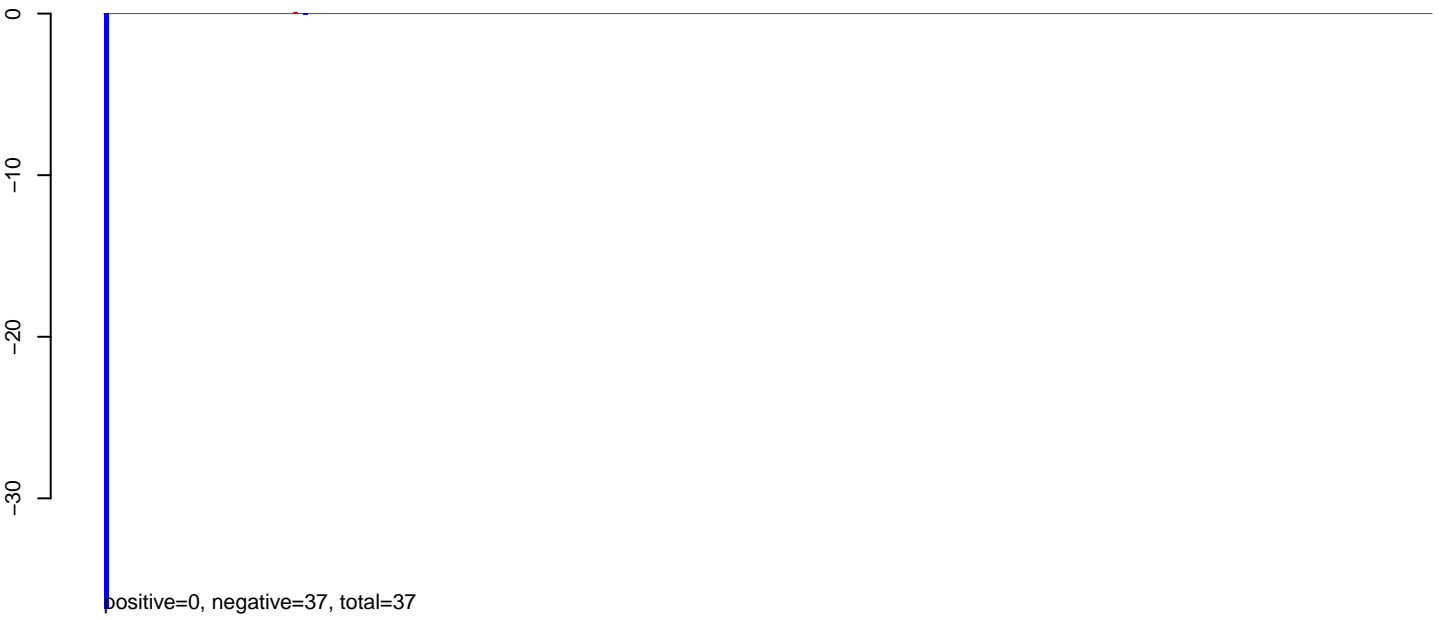 0
−10
−20
−30
positive=0, negative=37, total=37